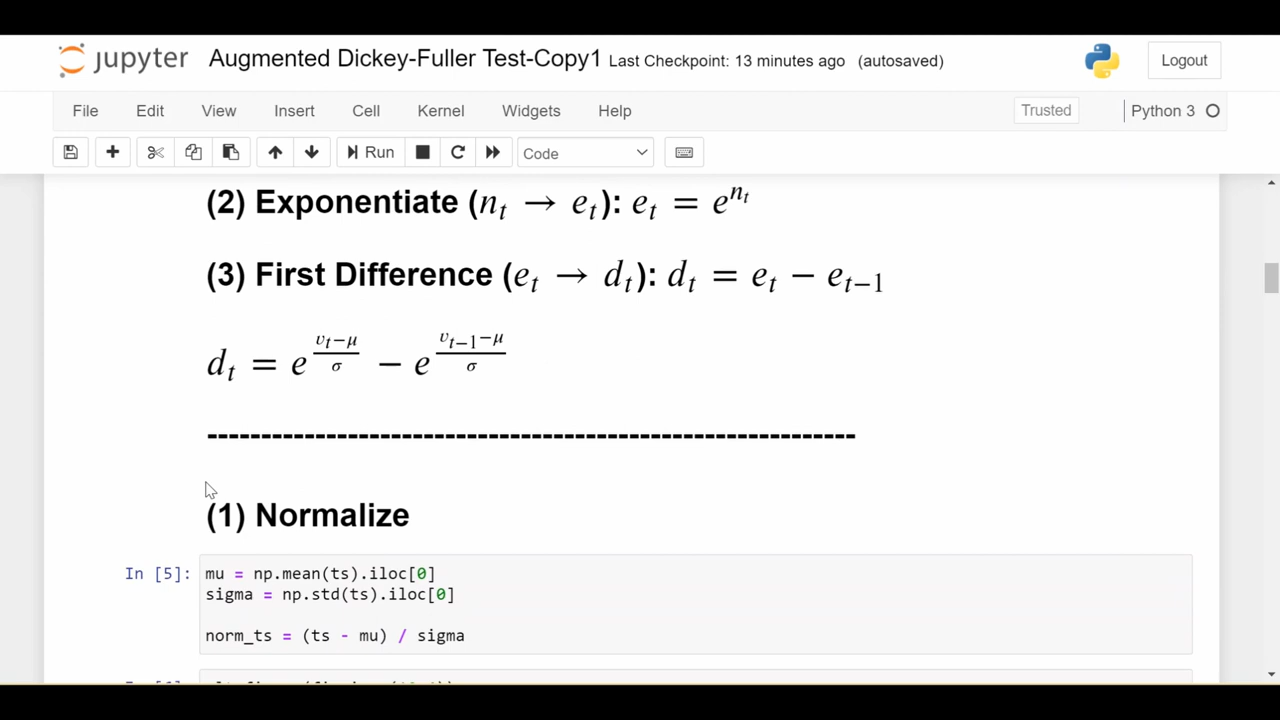 jupyter Augmented Dickey-Fuller Test-Copy1 Last Checkpoint: 13 minutes ago (autosaved) Logout
File Edit View Insert Cell Kernel Widgets Help Trusted Python 3
Run Code
(2) Exponentiate (n_t → e_t): e_t = e^{n_t}
(3) First Difference (e_t → d_t): d_t = e_t − e_{t−1}
d_t = e^{\frac{v_t−μ}{σ}} − e^{\frac{v_{t−1}−μ}{σ}}
------------------------------------------------------------
(1) Normalize
In [5]: mu = np.mean(ts).iloc[0]
sigma = np.std(ts).iloc[0]
norm_ts = (ts - mu) / sigma